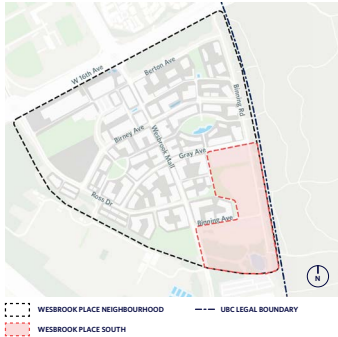 W 16th Ave
Berton Ave
Binning Rd
Birney Ave
Wesbrook Mall
Gray Ave
Ross Dr
Binning Ave
N
WESBROOK PLACE NEIGHBOURHOOD
UBC LEGAL BOUNDARY
WESBROOK PLACE SOUTH